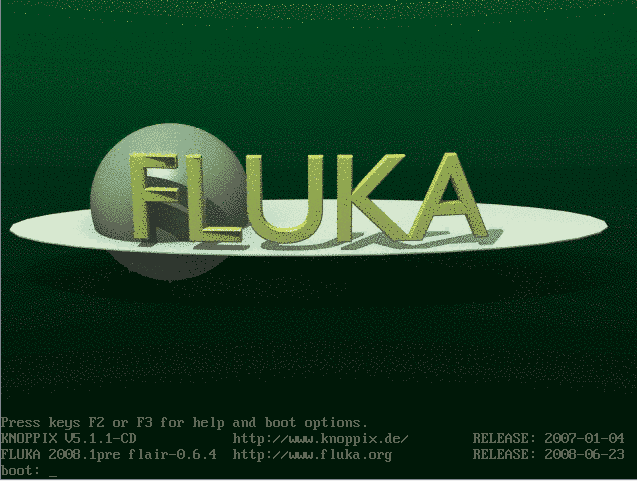 FLUKA
Press keys F2 or F3 for help and boot options.
KNOPPIX V5.1.1-CD http://www.knoppix.de/ RELEASE: 2007-01-04
FLUKA 2008.1pre flair-0.6.4 http://www.fluka.org RELEASE: 2008-06-23
boot: _